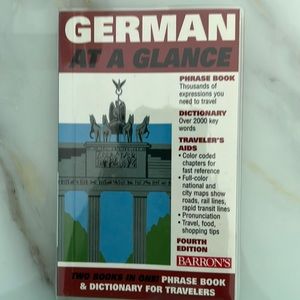 GERMAN
AT A GLANCE
PHRASE BOOK
Thousands of
expressions you
need to travel
DICTIONARY
Over 2000 key
words
TRAVELER'S
AIDS
• Color coded
charts for
fast reference
• Full-color
national and
city maps show
roads, rail lines,
rapid transit lines
• Pronunciation
• Travel, food,
shopping tips
FOURTH
EDITION
BARRON'S
TWO BOOKS IN ONE! PHRASE BOOK
& DICTIONARY FOR TRAVELERS